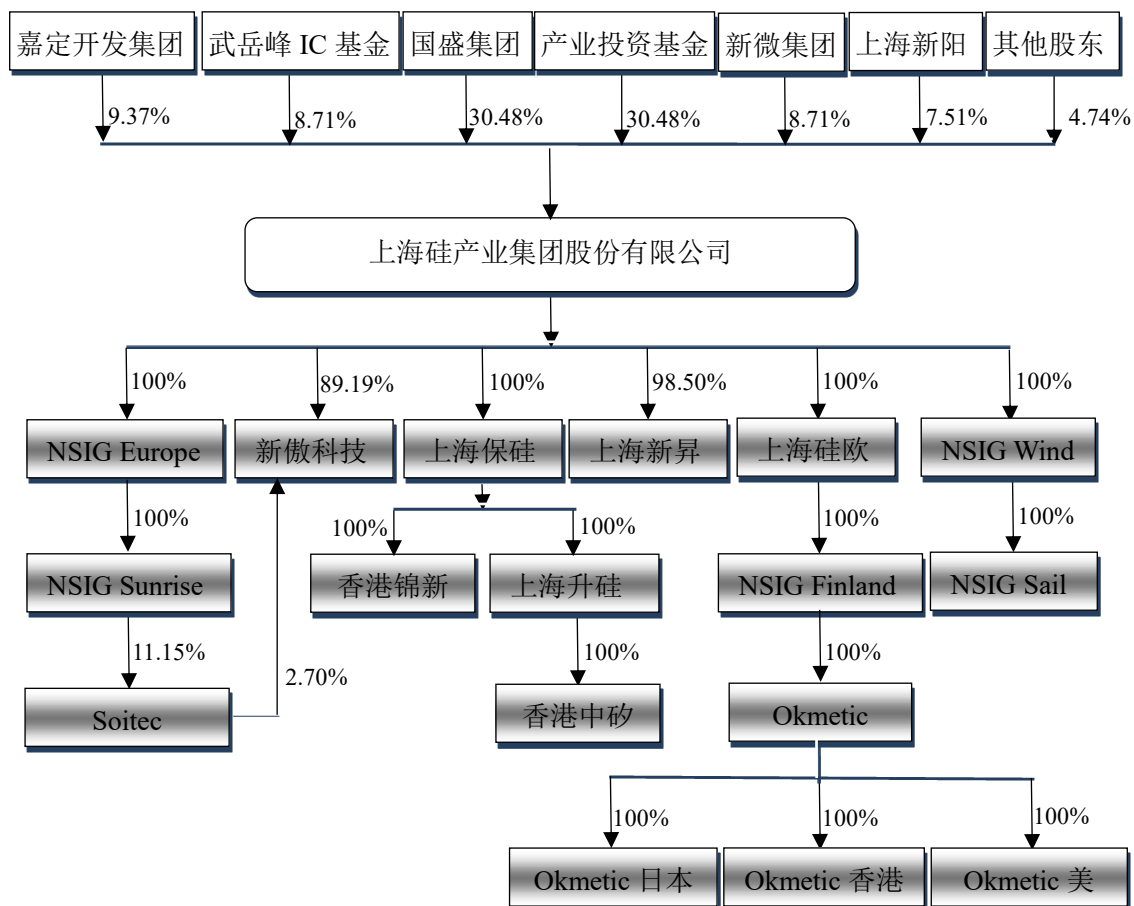 嘉定开发集团
武岳峰 IC 基金
国盛集团
产业投资基金
新微集团
上海新阳
其他股东
9.37%
8.71%
30.48%
30.48%
8.71%
7.51%
4.74%
上海硅产业集团股份有限公司
100%
89.19%
100%
98.50%
100%
100%
NSIG Europe
新傲科技
上海保硅
上海新昇
上海硅欧
NSIG Wind
100%
100%
100%
100%
100%
NSIG Sunrise
香港锦新
上海升硅
NSIG Finland
NSIG Sail
11.15%
2.70%
100%
100%
Soitec
香港中矽
Okmetic
100%
100%
100%
Okmetic 日本
Okmetic 香港
Okmetic 美